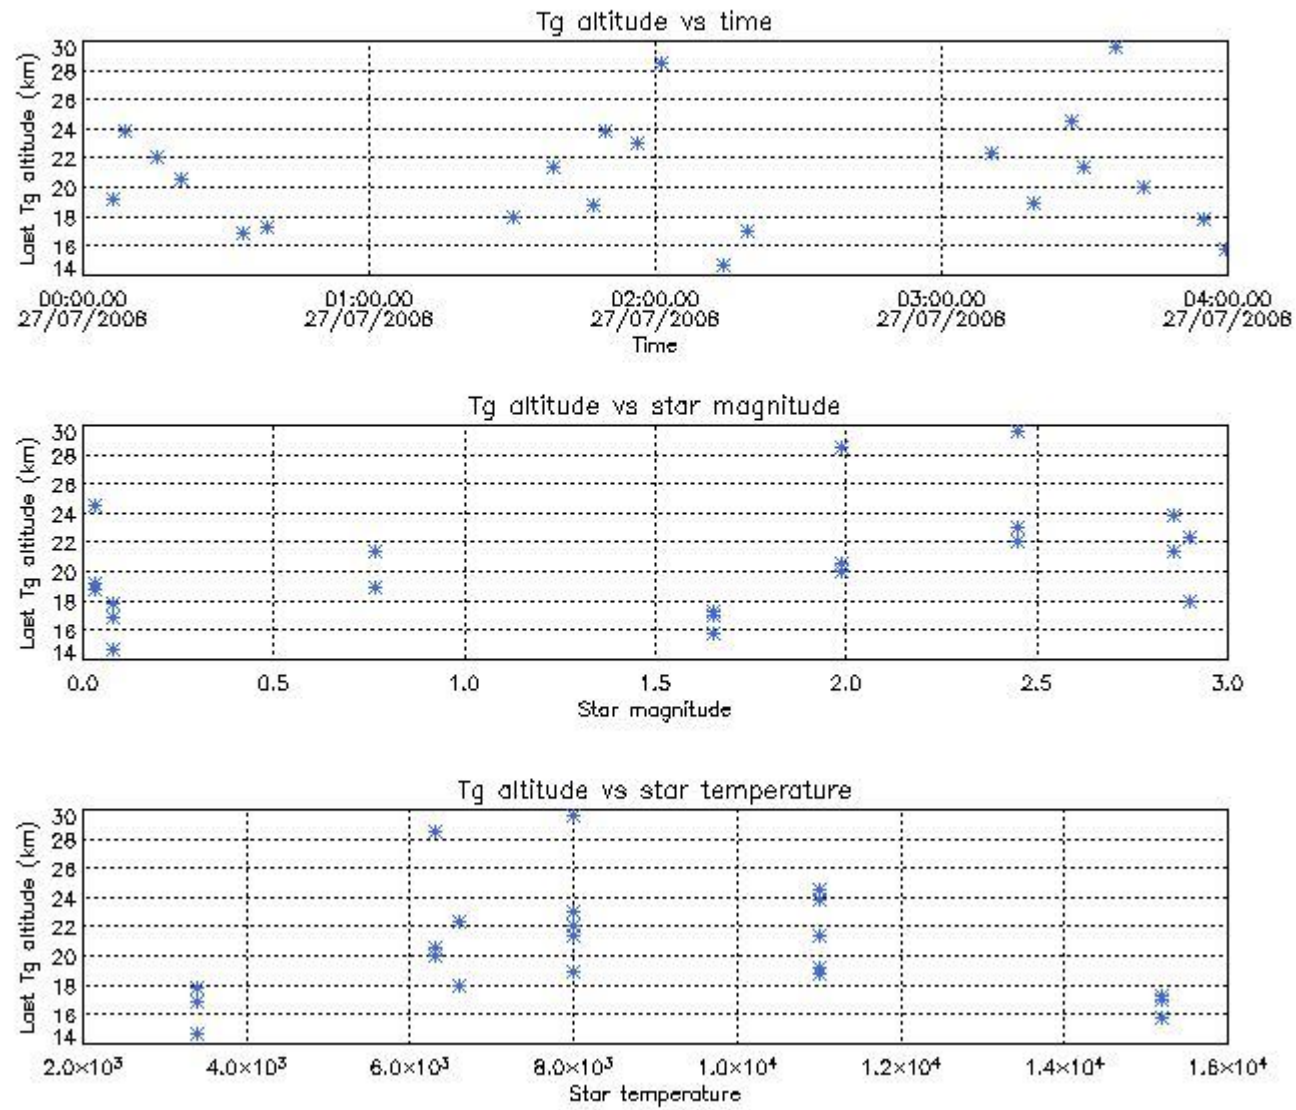 Tg altitude vs time
Last Tg altitude (km)
30
28
26
24
22
20
18
16
14
00:00.00 01:00.00 02:00.00 03:00.00 04:00.00
27/07/2006 27/07/2006 27/07/2006 27/07/2006 27/07/2006
Time
Tg altitude vs star magnitude
Last Tg altitude (km)
30
28
26
24
22
20
18
16
14
0.0 0.5 1.0 1.5 2.0 2.5 3.0
Star magnitude
Tg altitude vs star temperature
Last Tg altitude (km)
30
28
26
24
22
20
18
16
14
2.0×10³ 4.0×10³ 6.0×10³ 8.0×10³ 1.0×10⁴ 1.2×10⁴ 1.4×10⁴ 1.6×10⁴
Star temperature